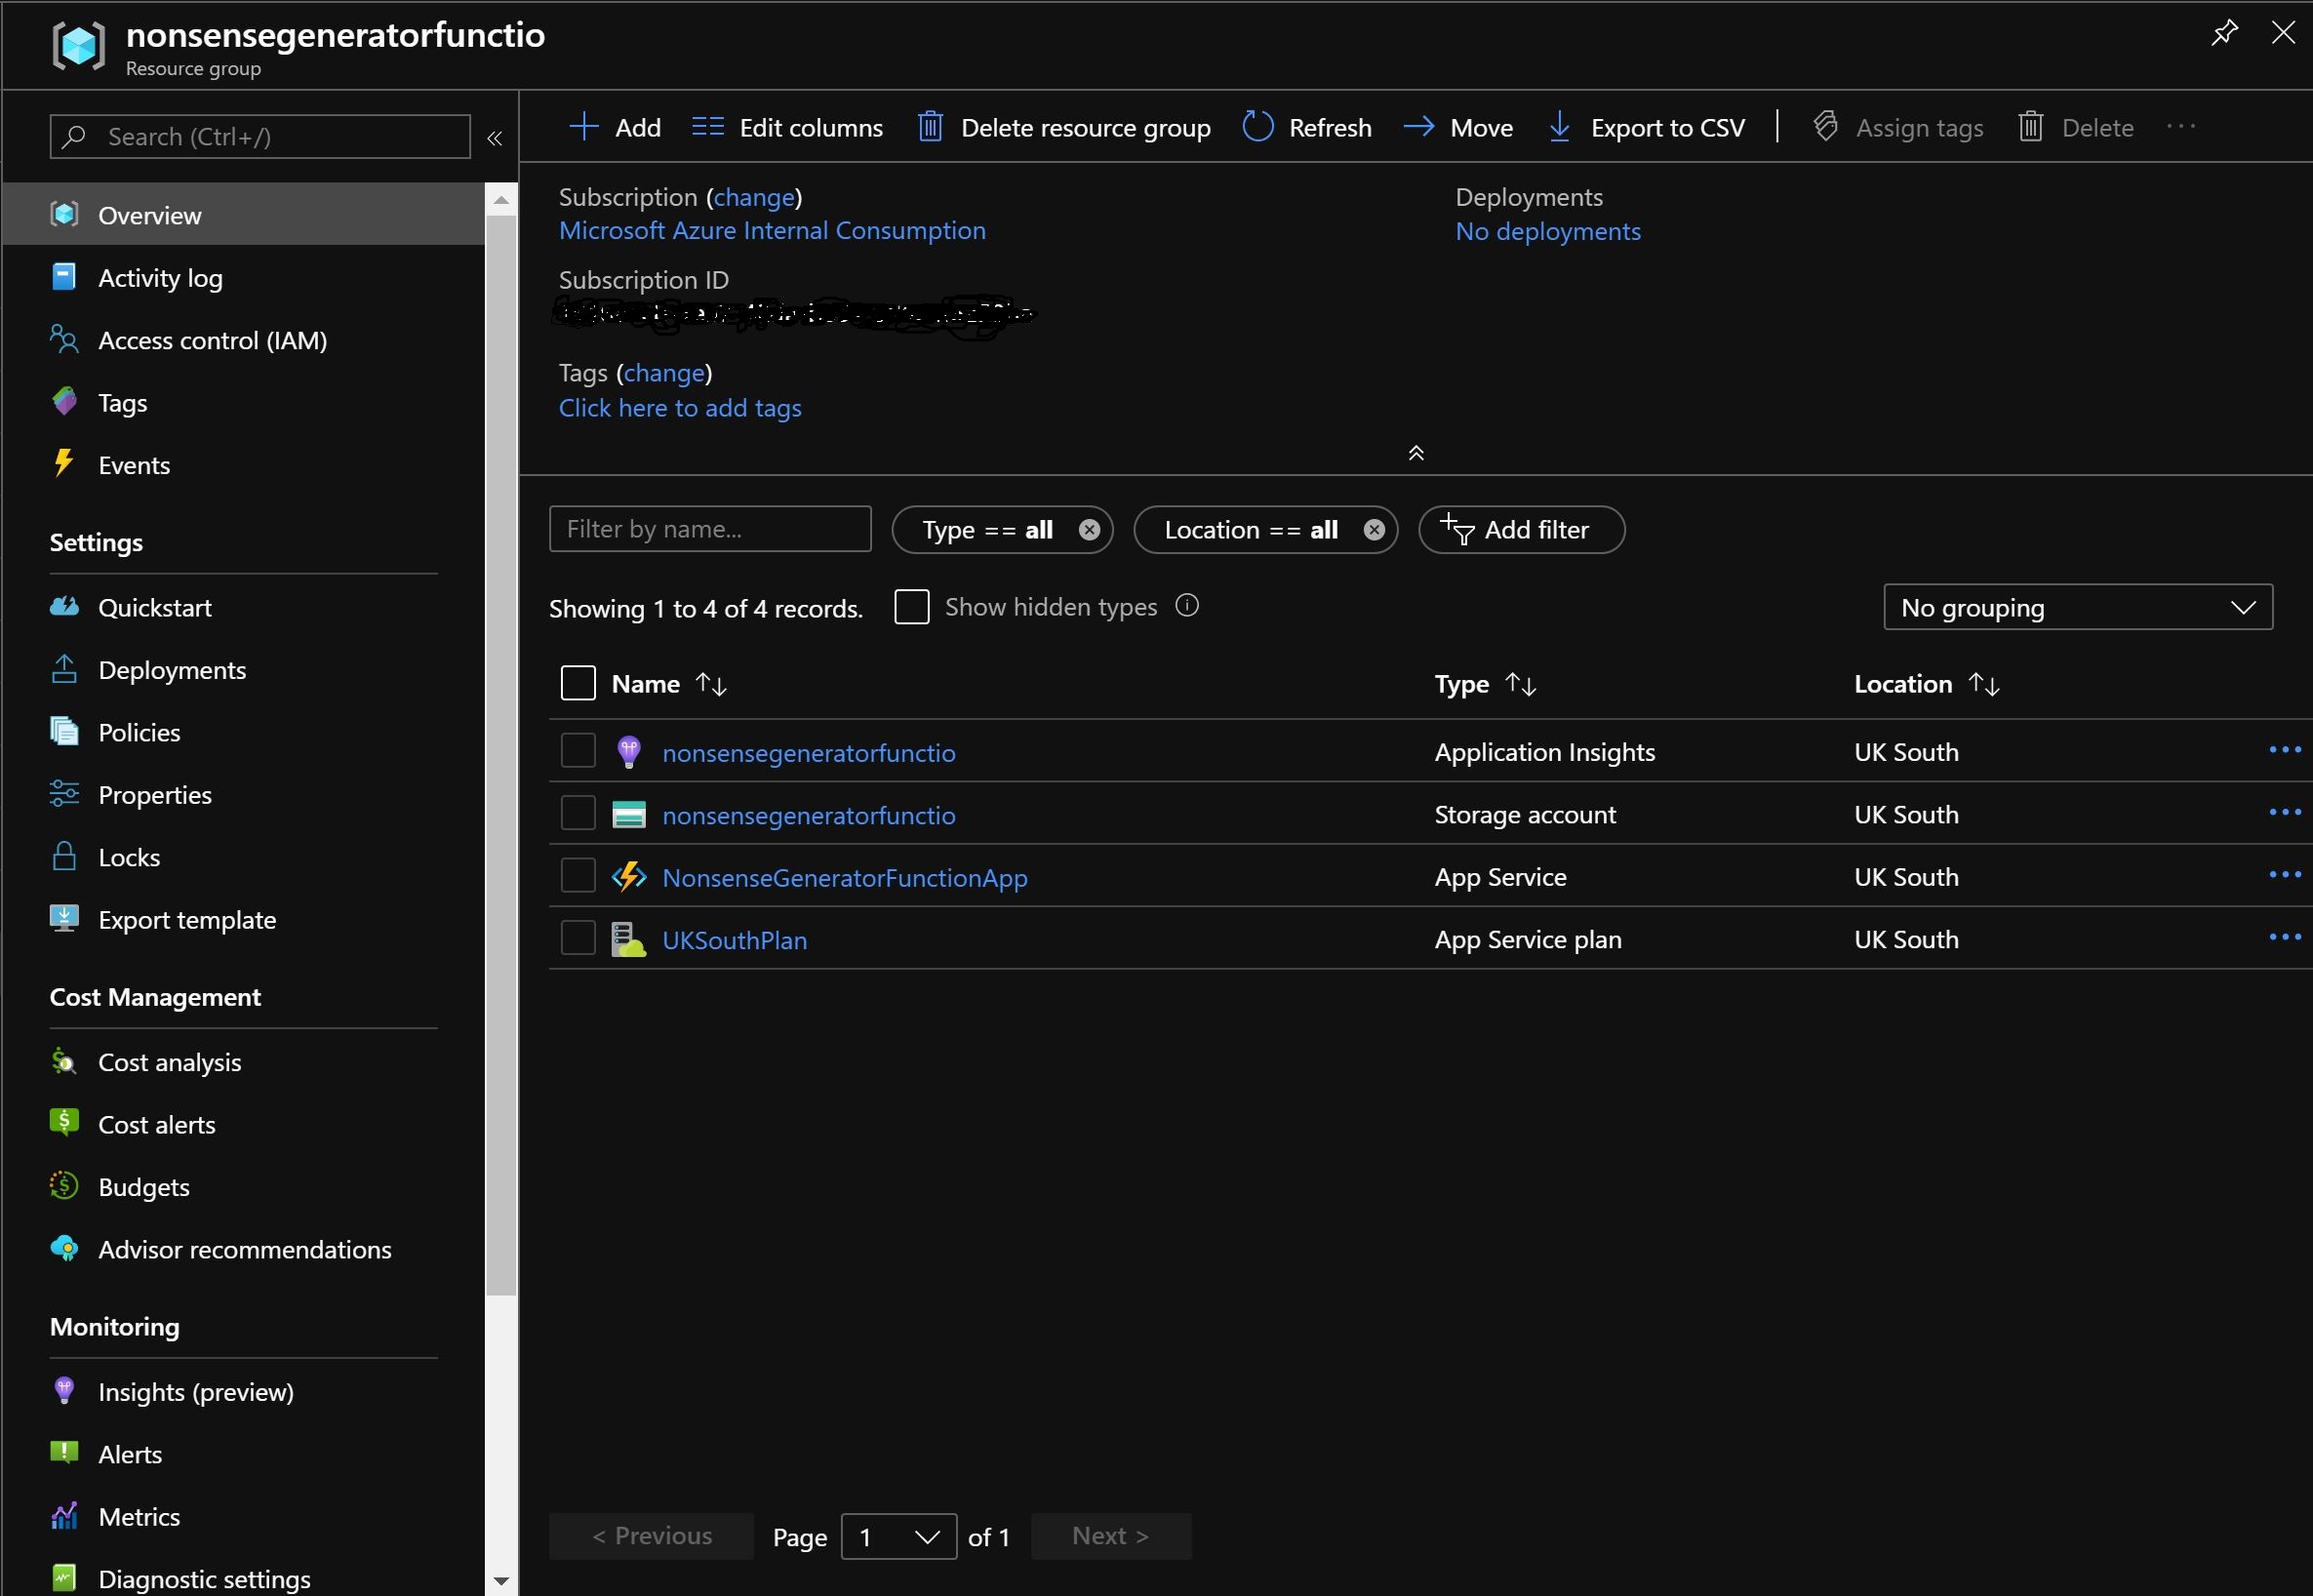 nonsensegeneratorfunctio
Resource group
Search (Ctrl+/)
«
Overview
Activity log
Access control (IAM)
Tags
Events
Settings
Quickstart
Deployments
Policies
Properties
Locks
Export template
Cost Management
Cost analysis
Cost alerts
Budgets
Advisor recommendations
Monitoring
Insights (preview)
Alerts
Metrics
Diagnostic settings
Add Edit columns Delete resource group Refresh Move Export to CSV Assign tags Delete ...
Subscription (change)
Microsoft Azure Internal Consumption
Subscription ID
Tags (change)
Click here to add tags
Deployments
No deployments
Filter by name... Type == all Location == all Add filter
Showing 1 to 4 of 4 records. Show hidden types No grouping
Name Type Location
nonsensegeneratorfunctio Application Insights UK South ...
nonsensegeneratorfunctio Storage account UK South ...
NonsenseGeneratorFunctionApp App Service UK South ...
UKSouthPlan App Service plan UK South ...
< Previous Page 1 of 1 Next >